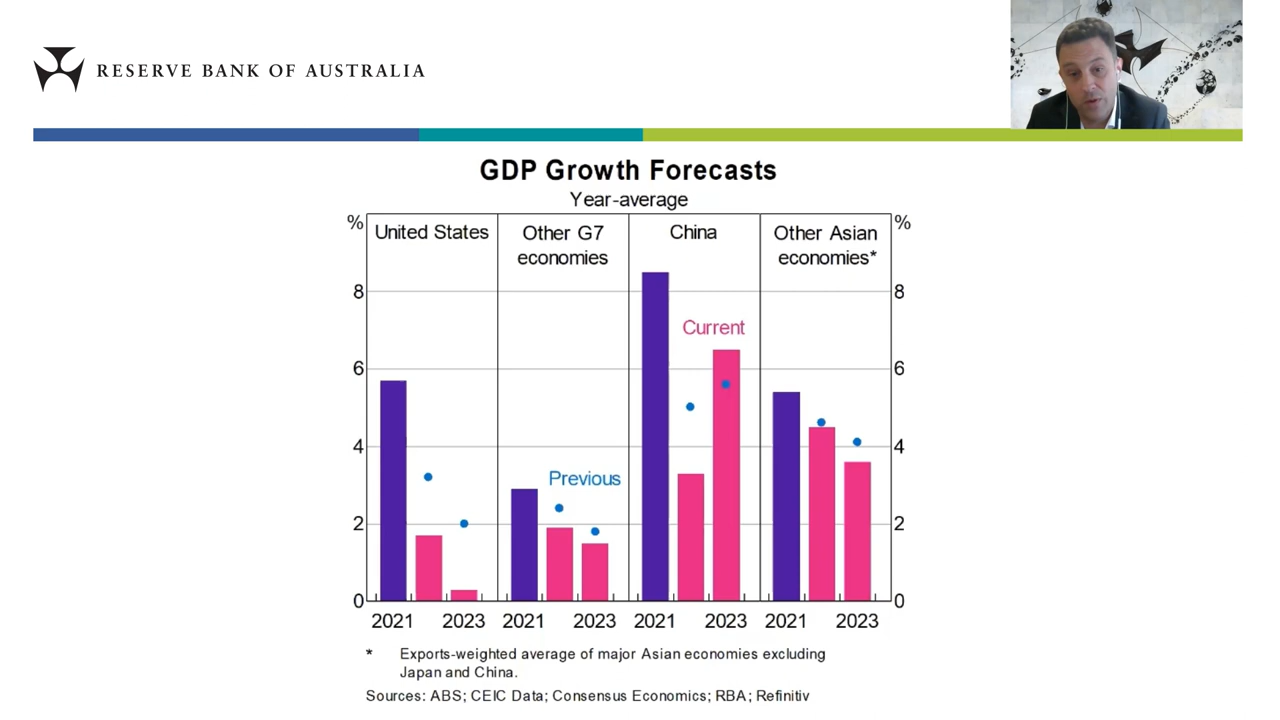 RESERVE BANK OF AUSTRALIA
GDP Growth Forecasts
Year-average
% %
United States
Other G7
economies
China
Other Asian
economies*
8 8
Current
6 6
4 4
Previous
2 2
0 0
2021 2023 2021 2023 2021 2023 2021 2023
* Exports-weighted average of major Asian economies excluding
Japan and China.
Sources: ABS; CEIC Data; Consensus Economics; RBA; Refinitiv